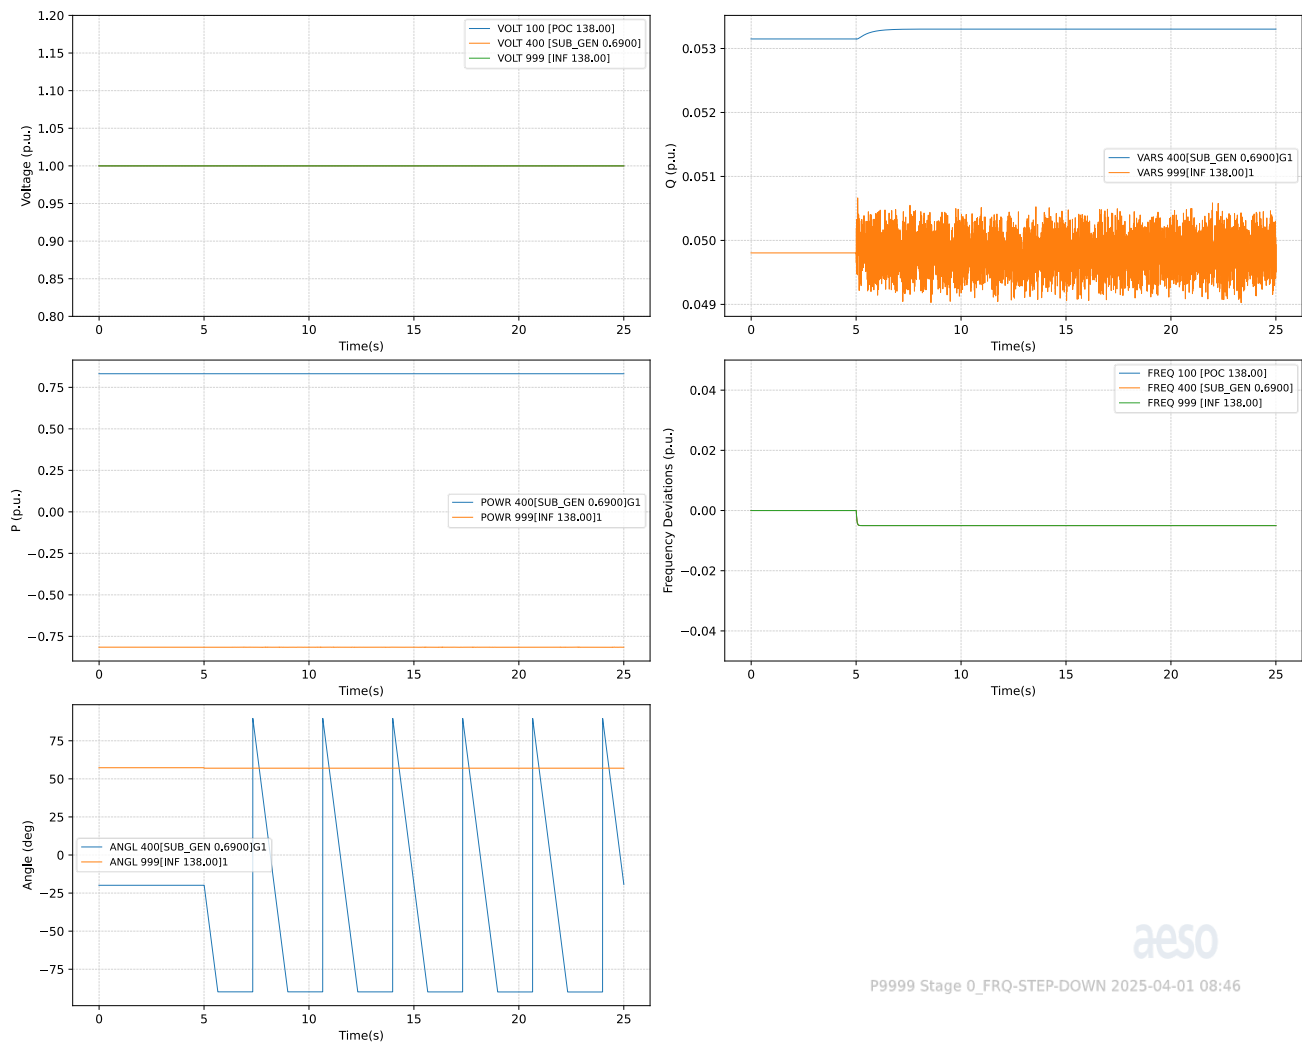 1.20
1.15
1.10
1.05
1.00
0.95
0.90
0.85
0.80
Voltage (p.u.)
VOLT 100 [POC 138.00]
VOLT 400 [SUB_GEN 0.6900]
VOLT 999 [INF 138.00]
0 5 10 15 20 25
Time(s)
0.053
0.052
0.051
0.050
0.049
Q (p.u.)
VARS 400[SUB_GEN 0.6900]G1
VARS 999[INF 138.00]1
0 5 10 15 20 25
Time(s)
0.75
0.50
0.25
0.00
−0.25
−0.50
−0.75
P (p.u.)
POWR 400[SUB_GEN 0.6900]G1
POWR 999[INF 138.00]1
0 5 10 15 20 25
Time(s)
0.04
0.02
0.00
−0.02
−0.04
Frequency Deviations (p.u.)
FREQ 100 [POC 138.00]
FREQ 400 [SUB_GEN 0.6900]
FREQ 999 [INF 138.00]
0 5 10 15 20 25
Time(s)
75
50
25
0
−25
−50
−75
Angle (deg)
ANGL 400[SUB_GEN 0.6900]G1
ANGL 999[INF 138.00]1
0 5 10 15 20 25
Time(s)
aeso
P9999 Stage 0_FRQ-STEP-DOWN 2025-04-01 08:46